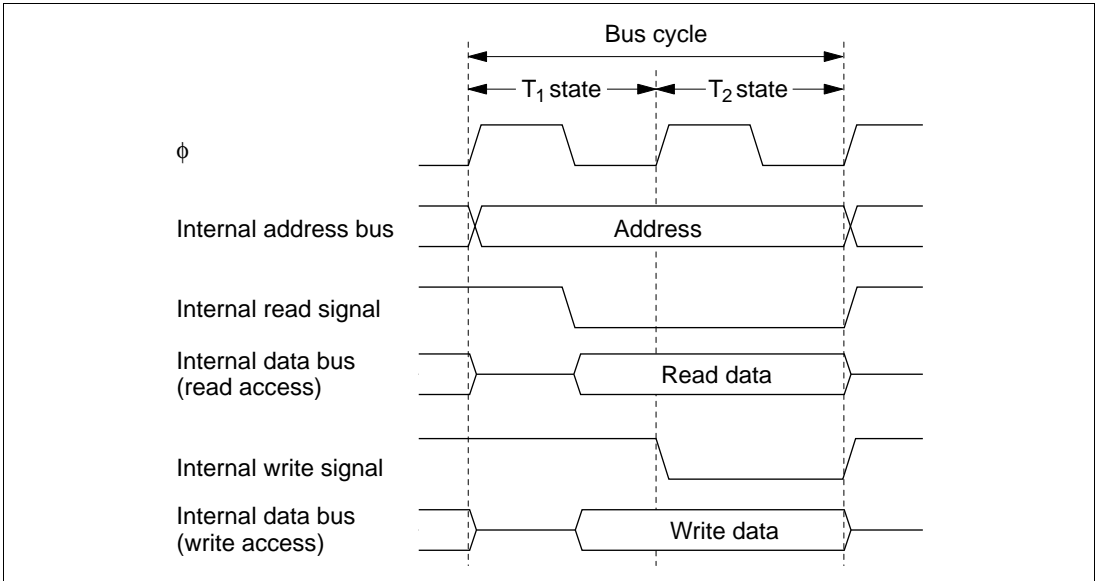 Bus cycle
T₁ state
T₂ state
ϕ
Internal address bus
Address
Internal read signal
Internal data bus
(read access)
Read data
Internal write signal
Internal data bus
(write access)
Write data